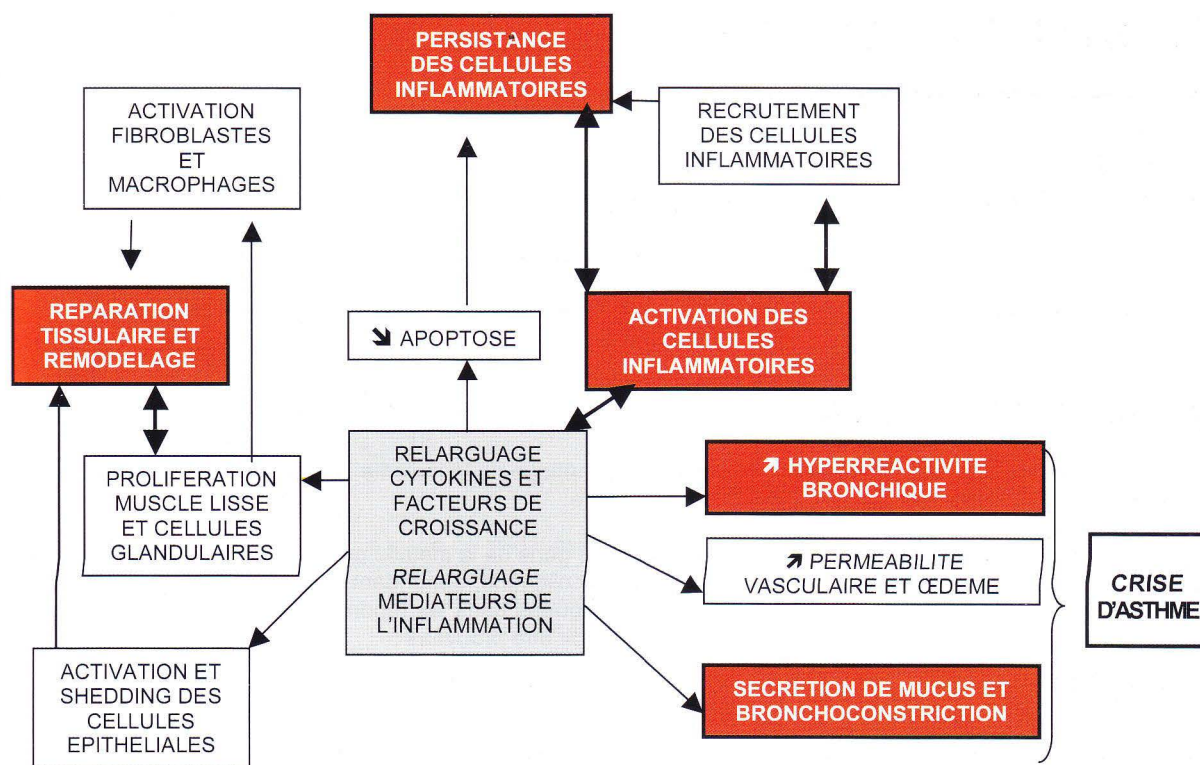 PERSISTANCE
DES CELLULES
INFLAMMATOIRES
ACTIVATION
FIBROBLASTES
ET
MACROPHAGES
RECRUTEMENT
DES CELLULES
INFLAMMATOIRES
REPARATION
TISSULAIRE ET
REMODELAGE
➘ APOPTOSE
ACTIVATION DES
CELLULES
INFLAMMATOIRES
PROLIFERATION
MUSCLE LISSE
ET CELLULES
GLANDULAIRES
RELARGUAGE
CYTOKINES ET
FACTEURS DE
CROISSANCE
RELARGUAGE
MEDIATEURS DE
L'INFLAMMATION
➚ HYPERREACTIVITE
BRONCHIQUE
➚ PERMEABILITE
VASCULAIRE ET ŒDEME
CRISE
D'ASTHME
ACTIVATION ET
SHEDDING DES
CELLULES
EPITHELIALES
SECRETION DE MUCUS ET
BRONCHOCONSTRICTION